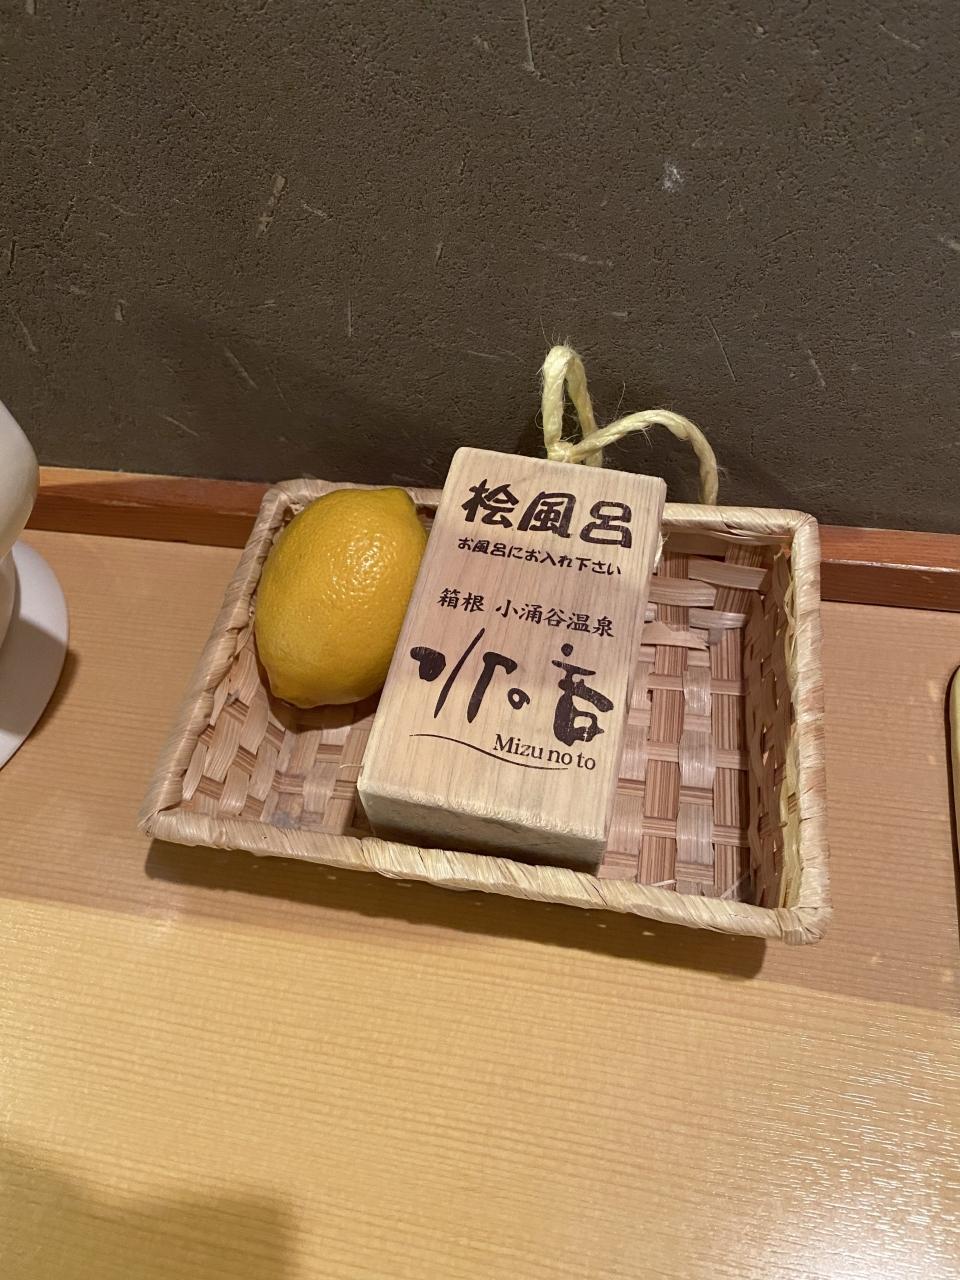 桧風呂
お風呂にお入れ下さい
箱根 小涌谷温泉
水の音
Mizu no to